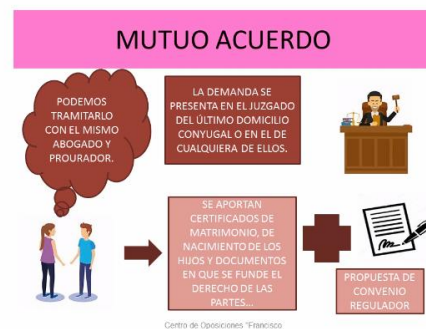 MUTUO ACUERDO
PODEMOS
TRAMITARLO
CON EL MISMO
ABOGADO Y
PROURADOR.
LA DEMANDA SE
PRESENTA EN EL JUZGADO
DEL ÚLTIMO DOMICILIO
CONYUGAL O EN EL DE
CUALQUIERA DE ELLOS.
SE APORTAN
CERTIFICADOS DE
MATRIMONIO, DE
NACIMIENTO DE LOS
HIJOS Y DOCUMENTOS
EN QUE SE FUNDE EL
DERECHO DE LAS
PARTES...
PROPUESTA DE
CONVENIO
REGULADOR
Centro de Oposiciones "Francisco